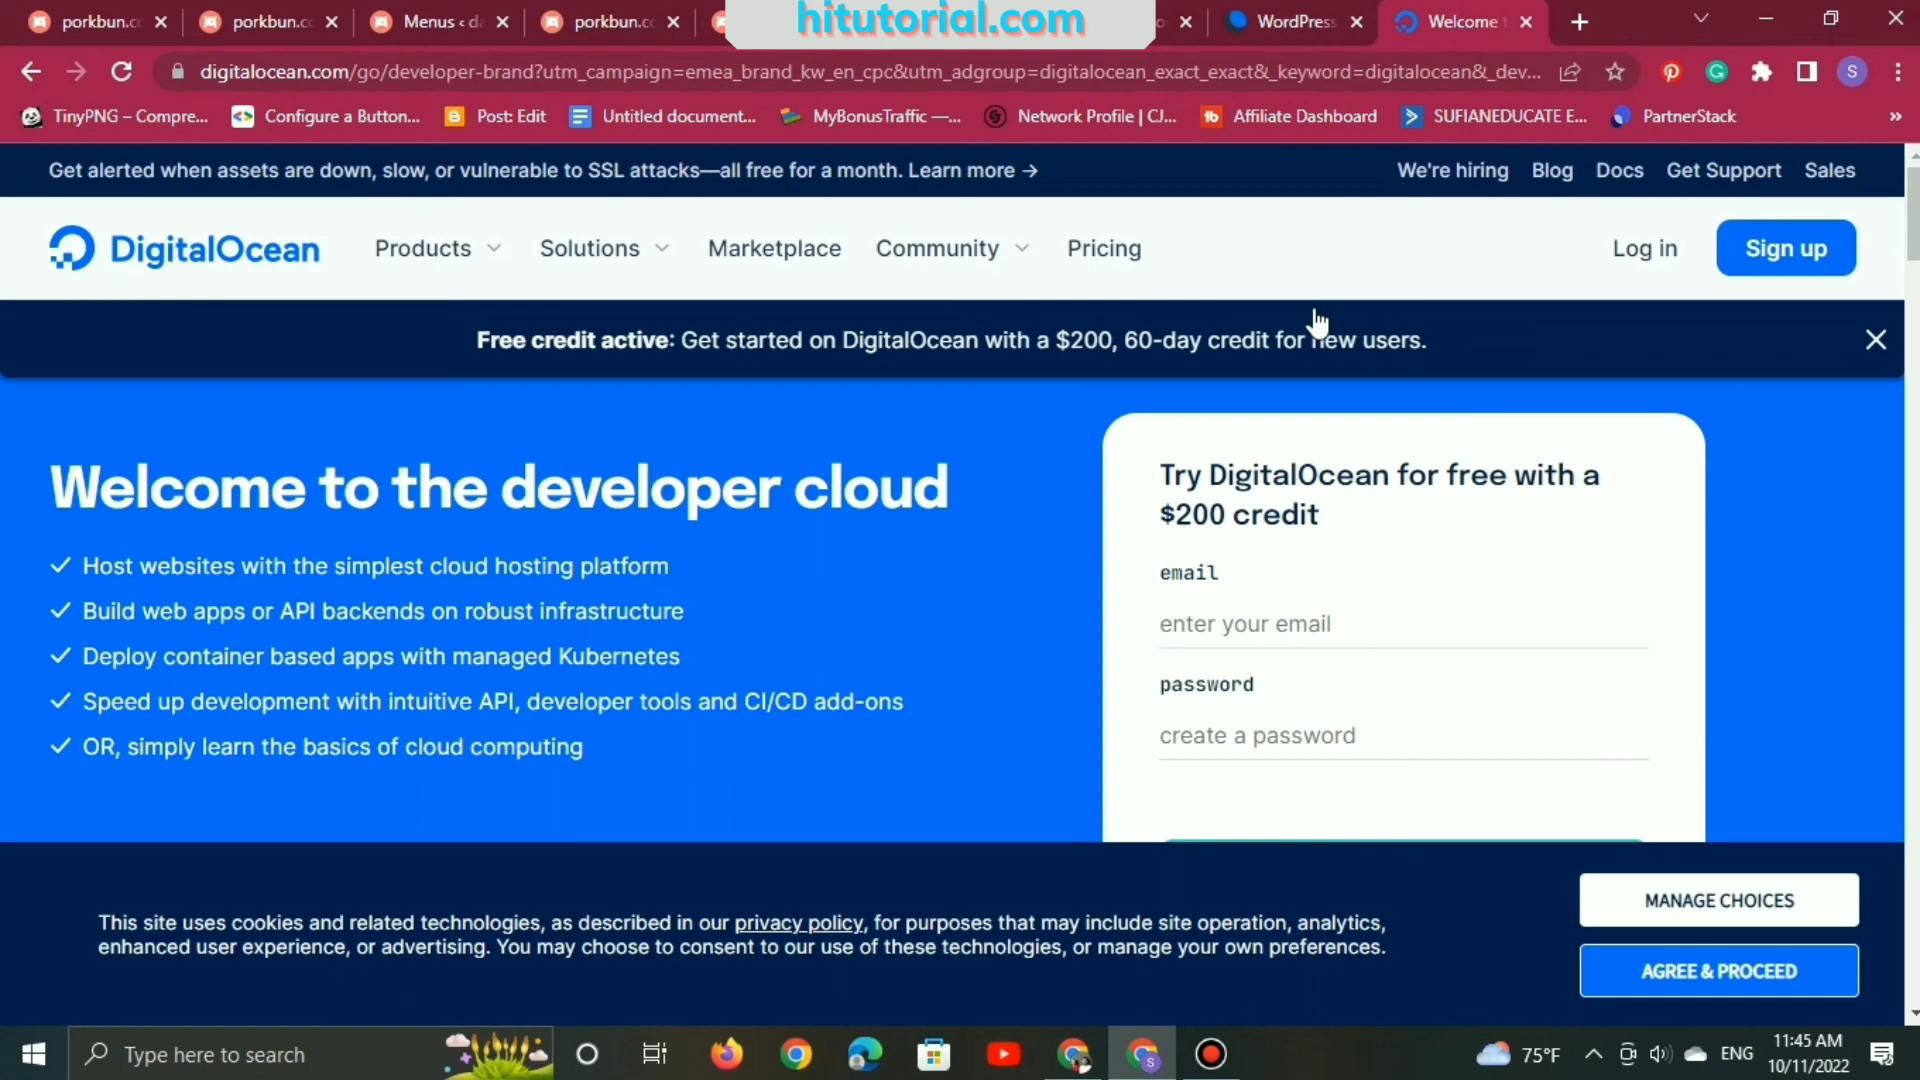 hitutorial.com
porkbun.cc
porkbun.cc
Menus ‹ da
porkbun.cc
WordPress
Welcome t
digitalocean.com/go/developer-brand?utm_campaign=emea_brand_kw_en_cpc&utm_adgroup=digitalocean_exact_exact&_keyword=digitalocean&_dev...
S
TinyPNG – Compre...
Configure a Button...
Post: Edit
Untitled document...
MyBonusTraffic —...
Network Profile | CJ...
Affiliate Dashboard
SUFIANEDUCATE E...
PartnerStack
»
Get alerted when assets are down, slow, or vulnerable to SSL attacks—all free for a month. Learn more →
We're hiring
Blog
Docs
Get Support
Sales
DigitalOcean
Products
Solutions
Marketplace
Community
Pricing
Log in
Sign up
Free credit active: Get started on DigitalOcean with a $200, 60-day credit for new users.
Welcome to the developer cloud
Host websites with the simplest cloud hosting platform
Build web apps or API backends on robust infrastructure
Deploy container based apps with managed Kubernetes
Speed up development with intuitive API, developer tools and CI/CD add-ons
OR, simply learn the basics of cloud computing
Try DigitalOcean for free with a
$200 credit
email
enter your email
password
create a password
This site uses cookies and related technologies, as described in our privacy policy, for purposes that may include site operation, analytics,
enhanced user experience, or advertising. You may choose to consent to our use of these technologies, or manage your own preferences.
MANAGE CHOICES
AGREE & PROCEED
Type here to search
75°F
ENG
11:45 AM
10/11/2022